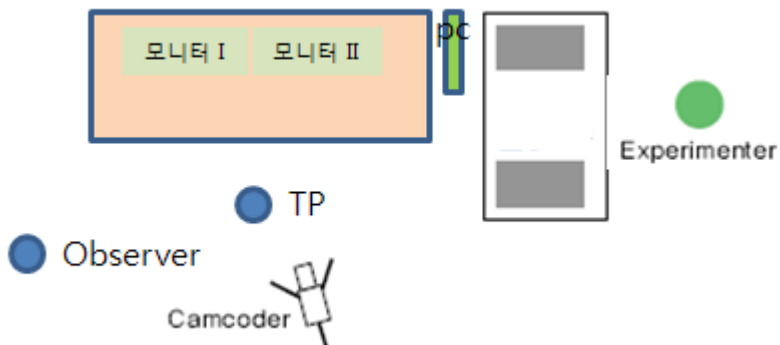 모니터 I
모니터 II
pc
Experimenter
TP
Observer
Camcoder